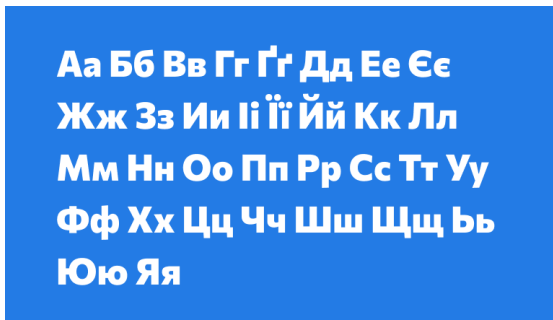 Аа Бб Вв Гг Ґґ Дд Ее Єє
Жж Зз Ии Іі Її Йй Кк Лл
Мм Нн Оо Пп Рр Сс Тт Уу
Фф Хх Цц Чч Шш Щщ Ьь
Юю Яя